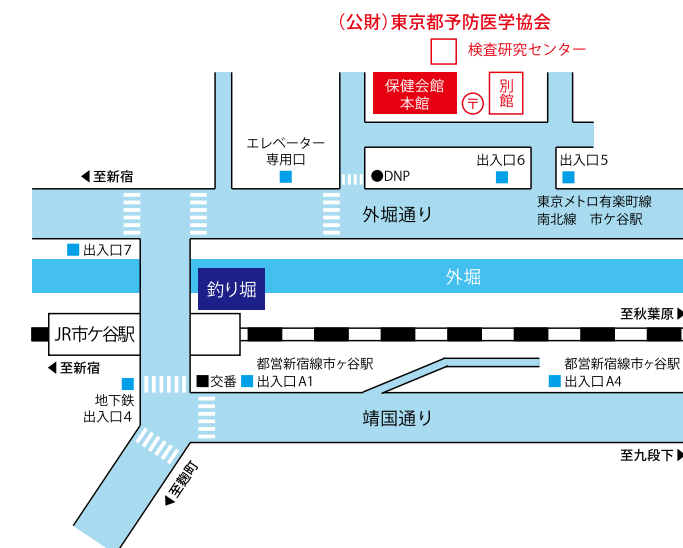 (公財)東京都予防医学協会
検査研究センター
保健会館
本館
〒
別館
エレベーター
専用口
出入口6
出入口5
◀至新宿
●DNP
東京メトロ有楽町線
南北線　市ケ谷駅
外堀通り
出入口7
外堀
釣り堀
至秋葉原▶
JR市ケ谷駅
◀至新宿
都営新宿線市ヶ谷駅
出入口A1
交番
都営新宿線市ヶ谷駅
出入口A4
地下鉄
出入口4
靖国通り
至九段下▶
◀至麹町